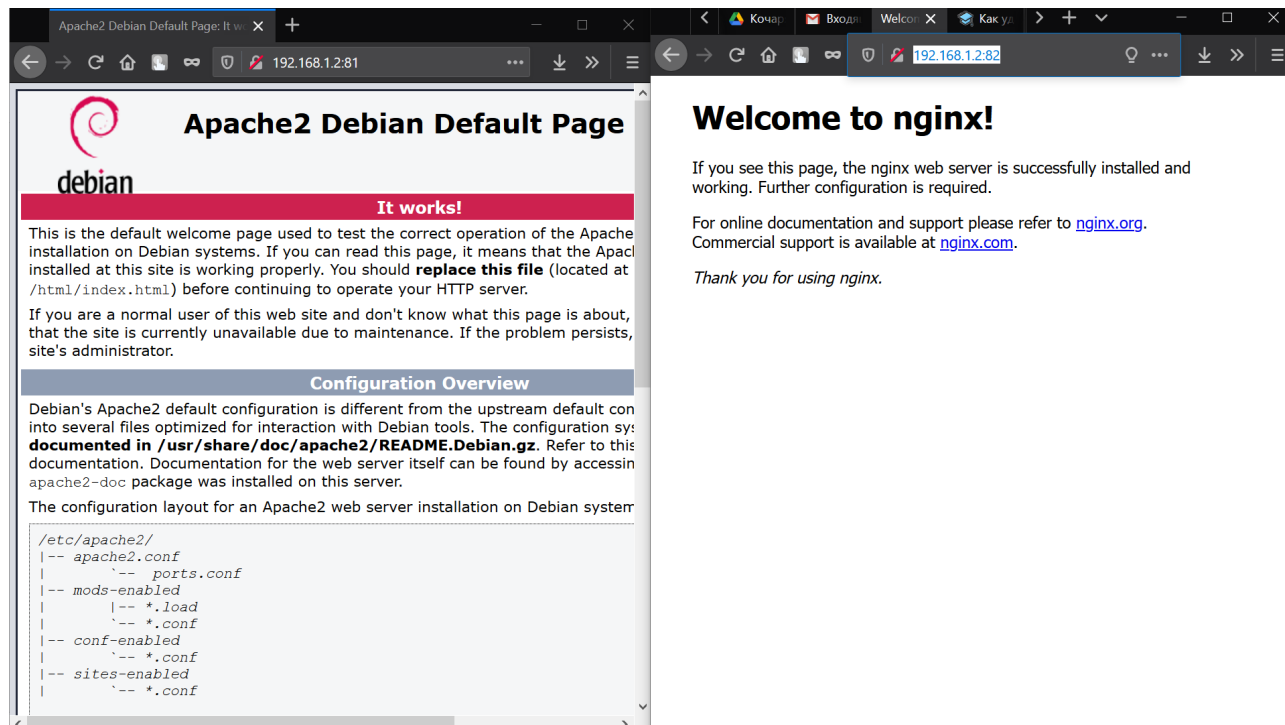 Apache2 Debian Default Page: It w
192.168.1.2:81
debian
Apache2 Debian Default Page
It works!
This is the default welcome page used to test the correct operation of the Apache
installation on Debian systems. If you can read this page, it means that the Apac
installed at this site is working properly. You should replace this file (located at
/html/index.html) before continuing to operate your HTTP server.
If you are a normal user of this web site and don't know what this page is about,
that the site is currently unavailable due to maintenance. If the problem persists,
site's administrator.
Configuration Overview
Debian's Apache2 default configuration is different from the upstream default con
into several files optimized for interaction with Debian tools. The configuration sys
documented in /usr/share/doc/apache2/README.Debian.gz. Refer to this
documentation. Documentation for the web server itself can be found by accessin
apache2-doc package was installed on this server.
The configuration layout for an Apache2 web server installation on Debian system
/etc/apache2/
|-- apache2.conf
|       `--  ports.conf
|-- mods-enabled
|       |-- *.load
|       `-- *.conf
|-- conf-enabled
|       `-- *.conf
|-- sites-enabled
|       `-- *.conf
Кочар Входя Welcon Как уд
192.168.1.2:82
Welcome to nginx!
If you see this page, the nginx web server is successfully installed and
working. Further configuration is required.
For online documentation and support please refer to nginx.org.
Commercial support is available at nginx.com.
Thank you for using nginx.